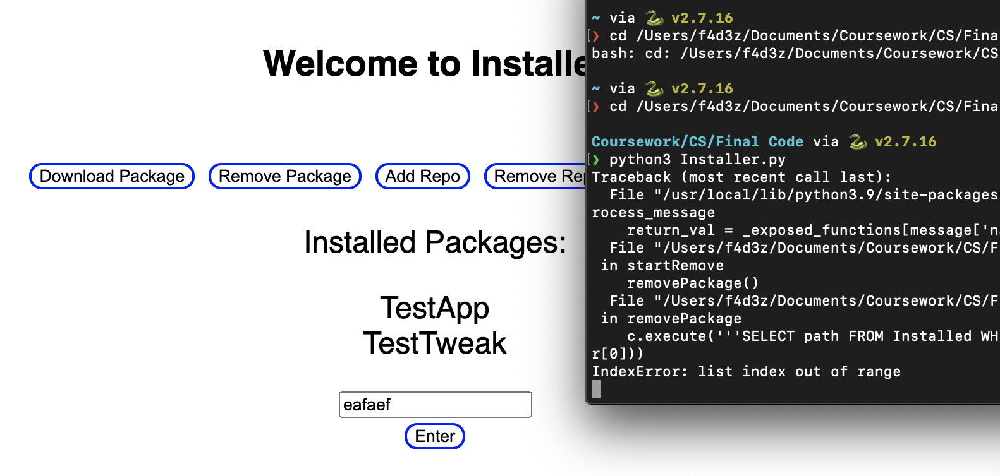 Welcome to Installe
Download Package
Remove Package
Add Repo
Remove Rep
Installed Packages:
TestApp
TestTweak
eafaef
Enter
~ via 🐍 v2.7.16
[❯ cd /Users/f4d3z/Documents/Coursework/CS/Fina
bash: cd: /Users/f4d3z/Documents/Coursework/CS
~ via 🐍 v2.7.16
[❯ cd /Users/f4d3z/Documents/Coursework/CS/Fina
Coursework/CS/Final Code via 🐍 v2.7.16
[❯ python3 Installer.py
Traceback (most recent call last):
  File "/usr/local/lib/python3.9/site-packages
rocess_message
    return_val = _exposed_functions[message['n
  File "/Users/f4d3z/Documents/Coursework/CS/F
 in startRemove
    removePackage()
  File "/Users/f4d3z/Documents/Coursework/CS/F
 in removePackage
    c.execute('''SELECT path FROM Installed WH
r[0]))
IndexError: list index out of range